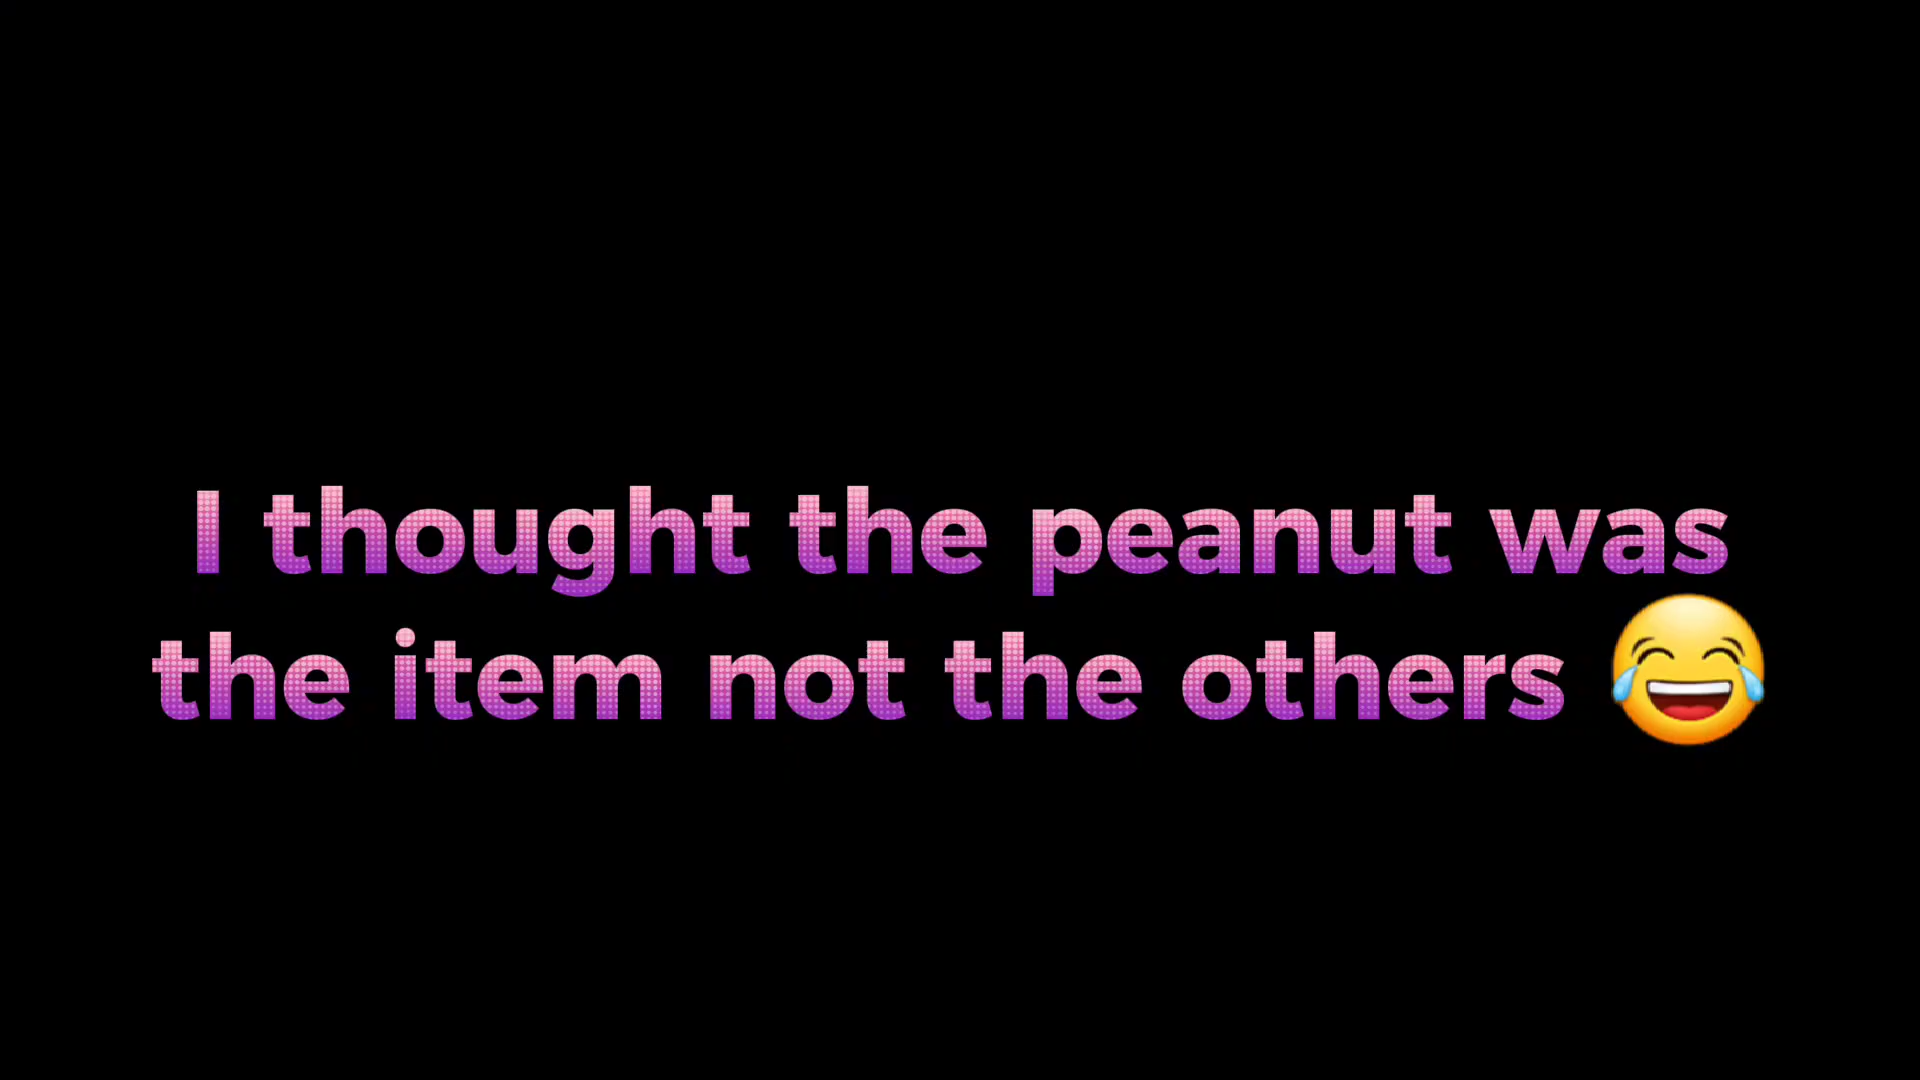 I thought the peanut was
the item not the others 😂